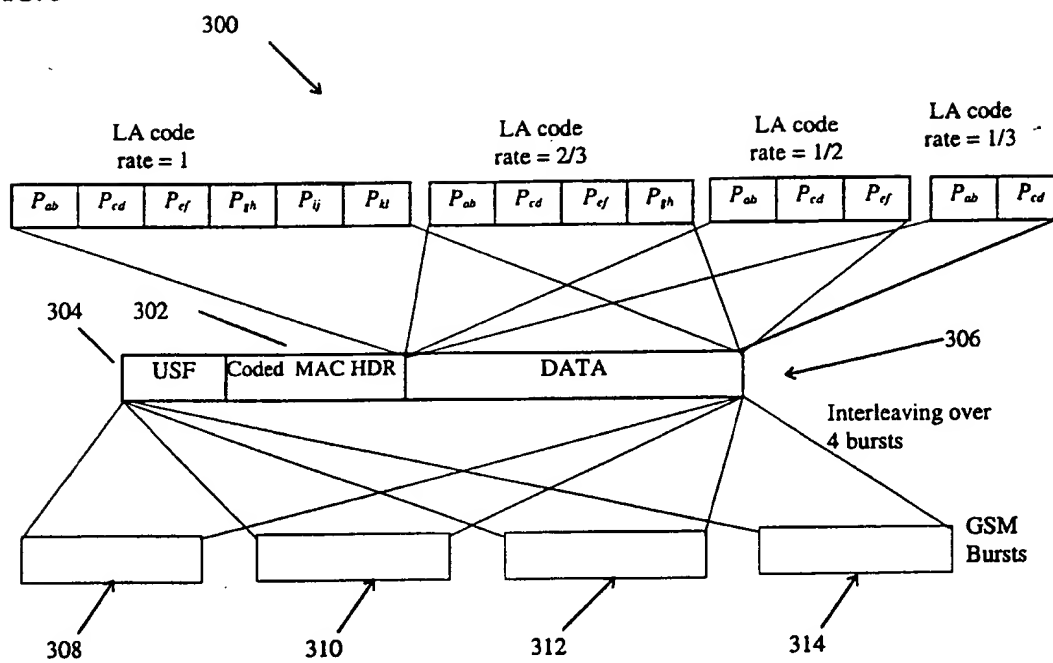 300
LA code
rate = 1
LA code
rate = 2/3
LA code
rate = 1/2
LA code
rate = 1/3
P_ab P_cd P_ef P_gh P_ij P_kl
P_ab P_cd P_ef P_gh
P_ab P_cd P_ef
P_ab P_cd
304
302
306
USF Coded MAC HDR DATA
Interleaving over
4 bursts
GSM
Bursts
308
310
312
314